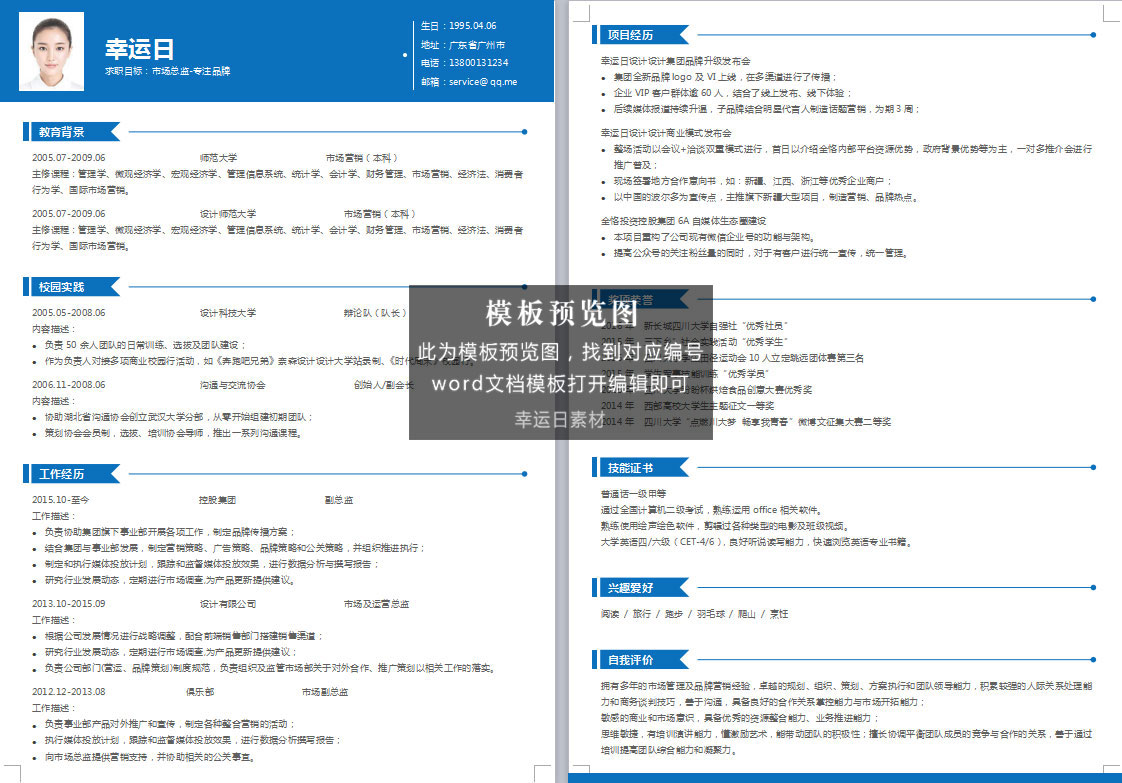 幸运日
求职目标：市场总监-专注品牌
生日：1995.04.06
地址：广东省广州市
电话：13800131234
邮箱：service@qq.me
教育背景
2005.07-2009.06 师范大学 市场营销（本科）
主修课程：管理学、微观经济学、宏观经济学、管理信息系统、统计学、会计学、财务管理、市场营销、经济法、消费者
行为学、国际市场营销。
2005.07-2009.06 设计师范大学 市场营销（本科）
主修课程：管理学、微观经济学、宏观经济学、管理信息系统、统计学、会计学、财务管理、市场营销、经济法、消费者
行为学、国际市场营销。
校园实践
2005.05-2008.06 设计科技大学 辩论队（队长）
内容描述：
负责 50 余人团队的日常训练、选拔及团队建设；
作为负责人对接多项商业校园行活动，如《奔跑吧兄弟》亲森设计设计大学站录制、《时代周末》校园行。
2006.11-2008.06 沟通与交流协会 创始人/副会长
内容描述：
协助湖北省沟通协会创立武汉大学分部，从零开始组建初期团队；
策划协会会员制，选拔、培训协会导师，推出一系列沟通课程。
工作经历
2015.10-至今 控股集团 副总监
工作描述：
负责协助集团旗下事业部开展各项工作，制定品牌传播方案；
结合集团与事业部发展，制定营销策略、广告策略、品牌策略和公关策略，并组织推进执行；
制定和执行媒体投放计划，跟踪和监督媒体投放效果，进行数据分析与撰写报告；
研究行业发展动态，定期进行市场调查,为产品更新提供建议。
2013.10-2015.09 设计有限公司 市场及运营总监
工作描述：
根据公司发展情况进行战略调整，配合前端销售部门搭建销售渠道；
研究行业发展动态，定期进行市场调查,为产品更新提供建议；
负责公司部门(营运、品牌策划)制度规范，负责组织及监管市场部关于对外合作、推广策划以相关工作的落实。
2012.12-2013.08 俱乐部 市场副总监
工作描述：
负责事业部产品对外推广和宣传，制定各种整合营销的活动；
执行媒体投放计划，跟踪和监督媒体投放效果，进行数据分析撰写报告；
向市场总监提供营销支持，并协助相关的公关事宜。
项目经历
幸运日设计设计集团品牌升级发布会
集团全新品牌 logo 及 VI 上线，在多渠道进行了传播；
企业 VIP 客户群体逾 60 人，结合了线上发布、线下体验；
后续媒体报道持续升温，子品牌结合明星代言人制造话题营销，为期 3 周；
幸运日设计设计商业模式发布会
整场活动以会议+洽谈双重模式进行，首日以介绍全恪内部平台资源优势，政府背景优势等为主，一对多推介会进行
推广普及；
现场签署地方合作意向书，如：新疆、江西、浙江等优秀企业商户；
以中国的波尔多为宣传点，主推旗下新疆大型项目，制造营销、品牌热点。
全恪投资控股集团 6A 自媒体生态圈建设
本项目重构了公司现有微信企业号的功能与架构。
提高公众号的关注粉丝量的同时，对于有客户进行统一宣传，统一管理。
奖项荣誉
2016 年 新长城四川大学自强社“优秀社员”
社会实践活动“优秀学生”
田径运动会 10 人立定跳远团体赛第三名
2015 年 技能训练“优秀学员”
粉杯烘焙食品创意大赛优秀奖
2014 年 西部高校大学生主题征文一等奖
2014 年 四川大学“点燃川大梦 畅享我青春”微博文征集大赛二等奖
模板预览图
此为模板预览图，找到对应编号
word文档模板打开编辑即可
幸运日素材
技能证书
普通话一级甲等
通过全国计算机二级考试，熟练运用 office 相关软件。
熟练使用绘声绘色软件，剪辑过各种类型的电影及班级视频。
大学英语四/六级（CET-4/6），良好听说读写能力，快速浏览英语专业书籍。
兴趣爱好
阅读 / 旅行 / 跑步 / 羽毛球 / 爬山 / 烹饪
自我评价
拥有多年的市场管理及品牌营销经验，卓越的规划、组织、策划、方案执行和团队领导能力，积累较强的人际关系处理能
力和商务谈判技巧，善于沟通，具备良好的合作关系掌控能力与市场开拓能力；
敏感的商业和市场意识，具备优秀的资源整合能力、业务推进能力；
思维敏捷，有培训演讲能力，懂激励艺术，能带动团队的积极性；擅长协调平衡团队成员的竞争与合作的关系，善于通过
培训提高团队综合能力和凝聚力。